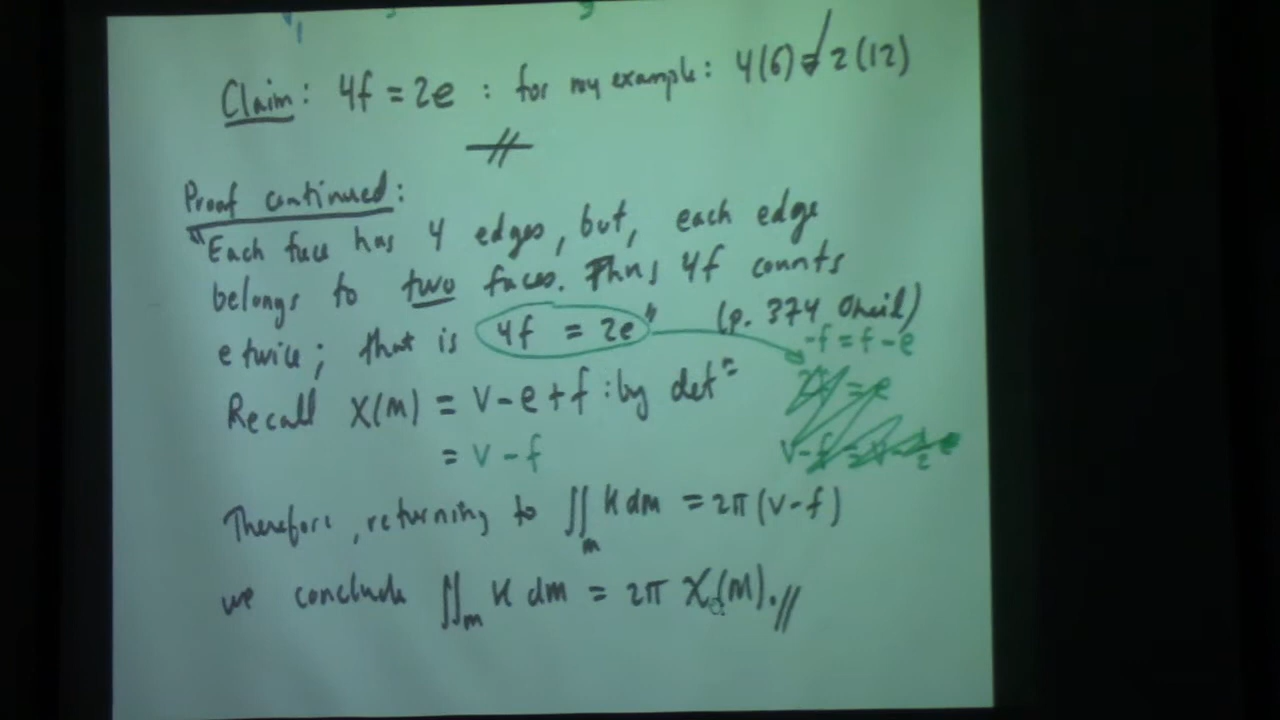 Claim: 4f = 2e : for my example: 4(6) = 2(12)
Proof continued:
"Each face has 4 edges, but, each edge
belongs to two faces. Thus 4f counts
e twice; that is 4f = 2e" (p. 374 Oneil)
-f = f - e
Recall X(M) = v - e + f : by def
= v - f
Therefore, returning to ∬_M K dM = 2π(v - f)
we conclude ∬_M K dM = 2π X(M). //